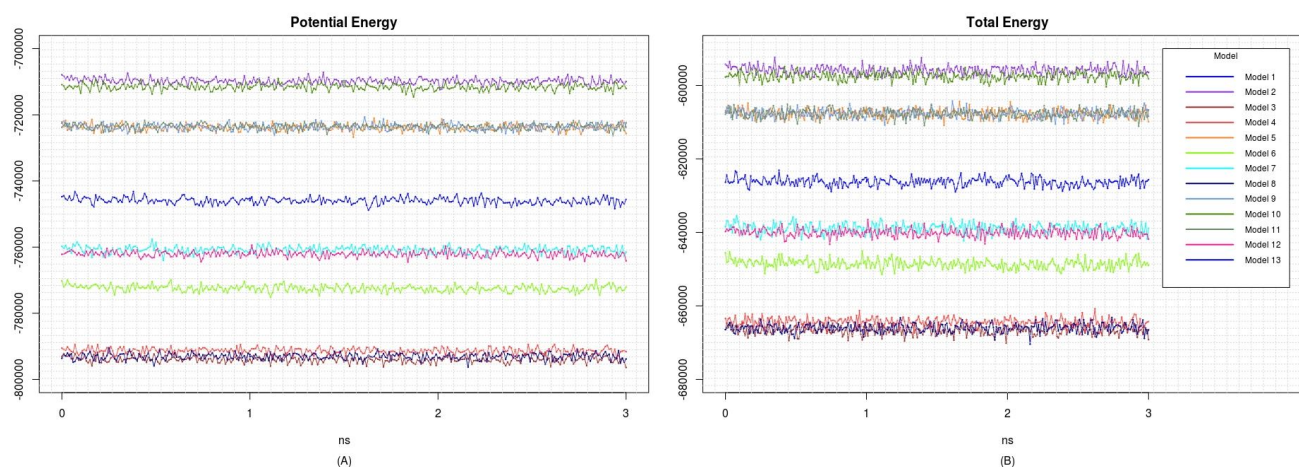 Potential Energy
-700000
-720000
-740000
-760000
-780000
-800000
0 1 2 3
ns
(A)
Total Energy
-600000
-620000
-640000
-660000
-680000
0 1 2 3
ns
(B)
Model
Model 1
Model 2
Model 3
Model 4
Model 5
Model 6
Model 7
Model 8
Model 9
Model 10
Model 11
Model 12
Model 13